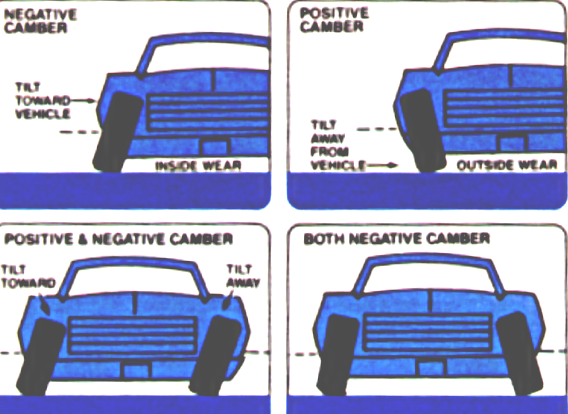 NEGATIVE
CAMBER
TILT
TOWARD
VEHICLE
INSIDE WEAR
POSITIVE
CAMBER
TILT
AWAY
FROM
VEHICLE
OUTSIDE WEAR
POSITIVE & NEGATIVE CAMBER
TILT
TOWARD
TILT
AWAY
BOTH NEGATIVE CAMBER